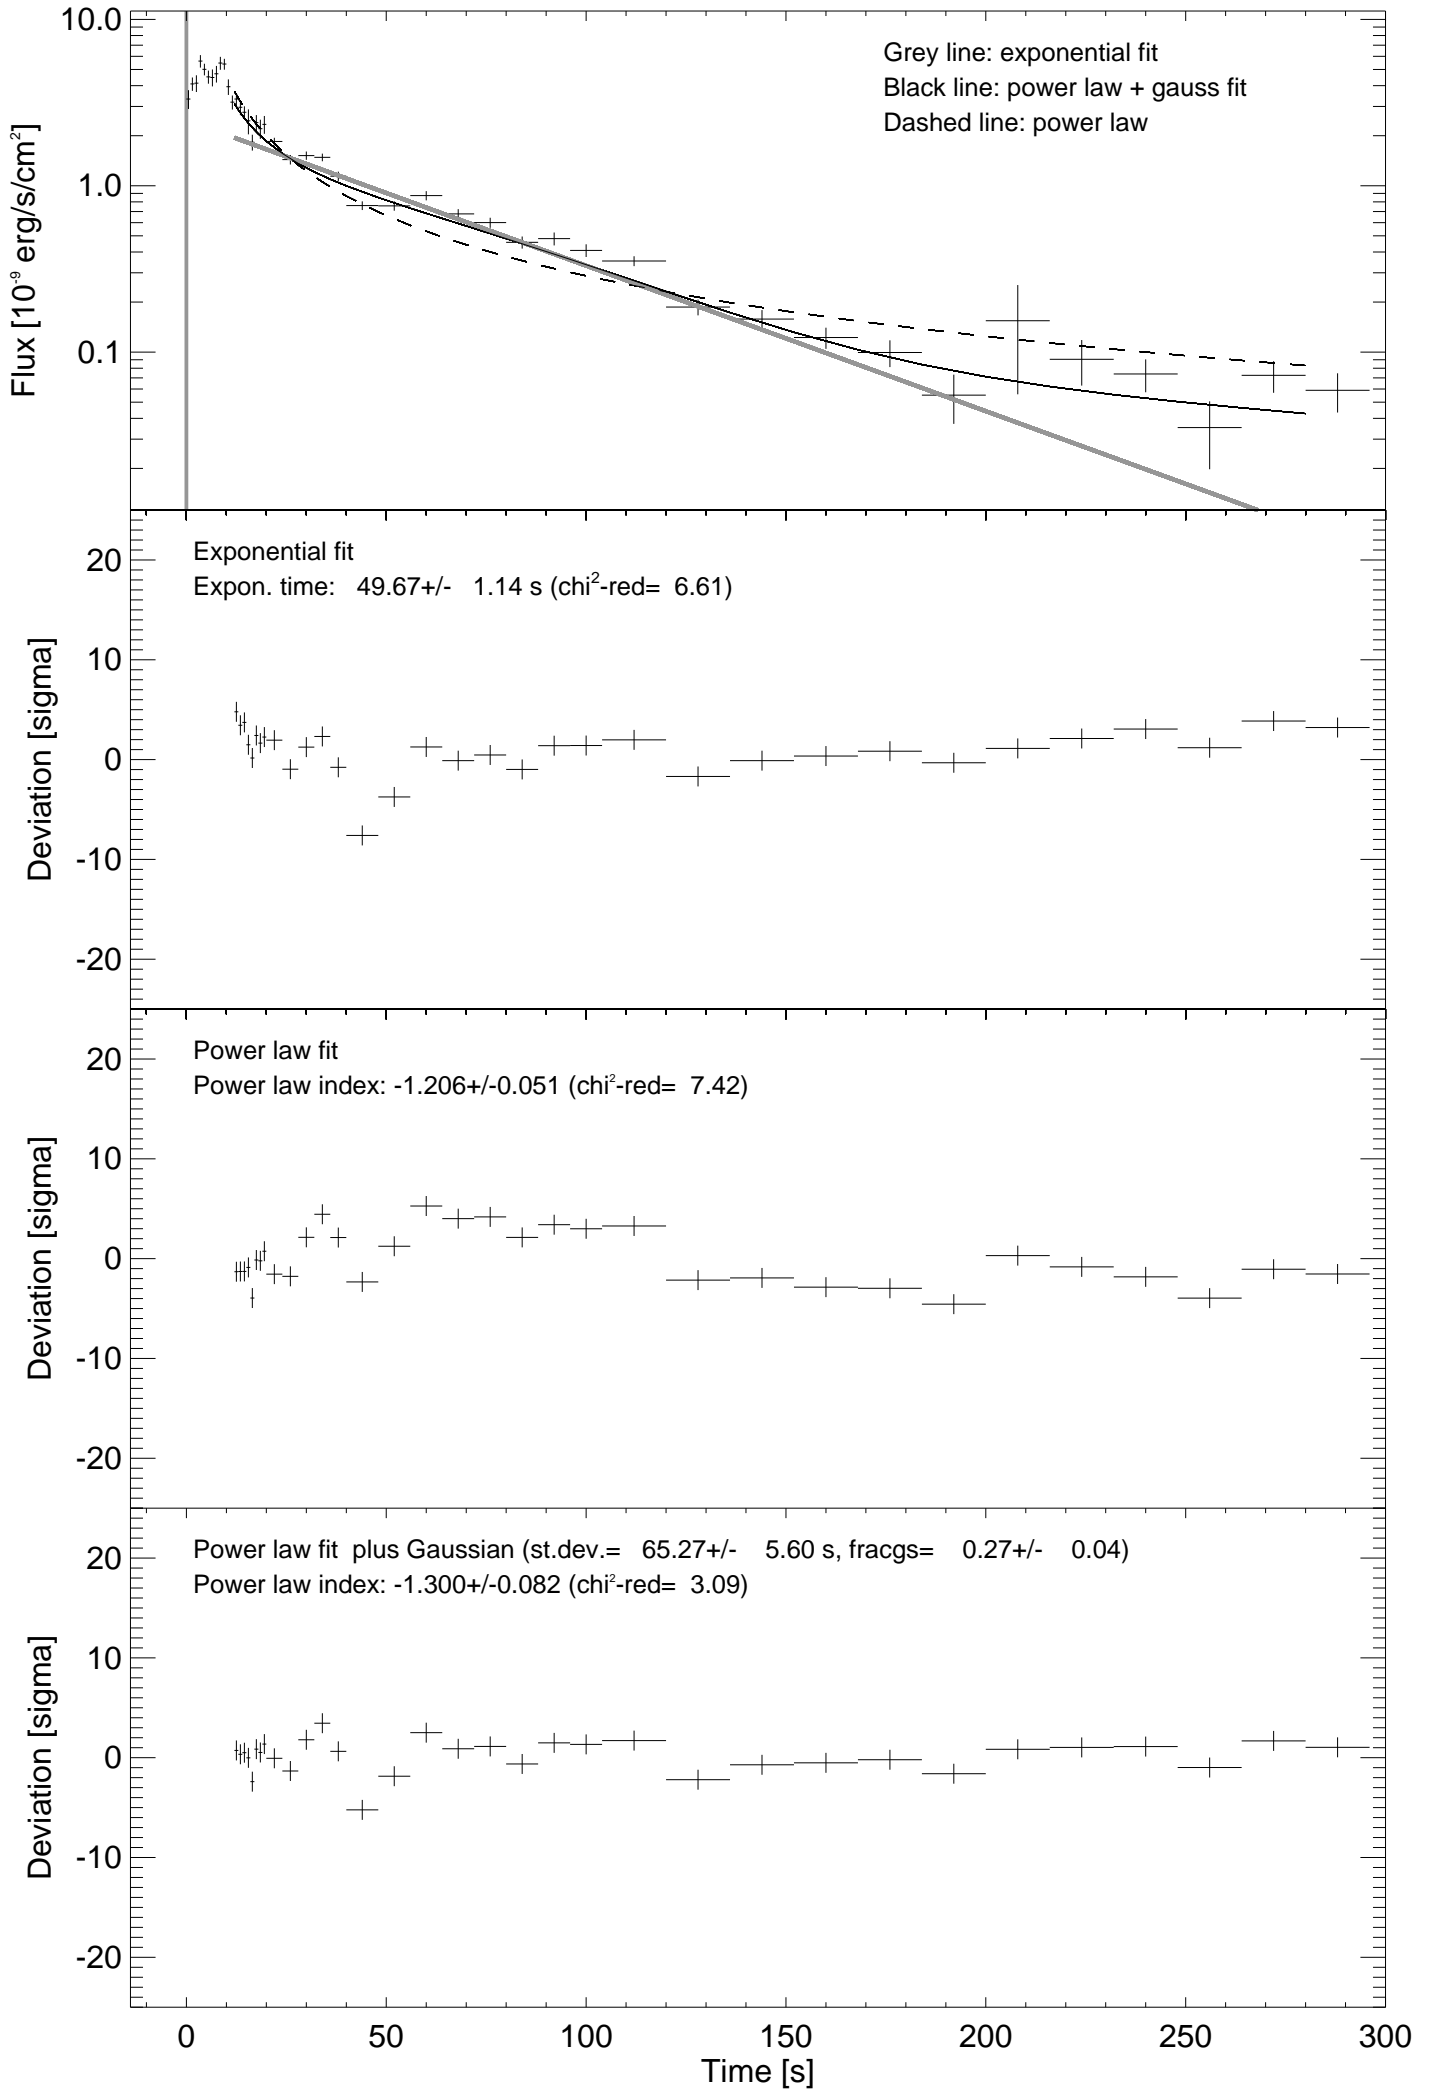 10.0
1.0
0.1
Flux [10⁻⁹ erg/s/cm²]
Grey line: exponential fit
Black line: power law + gauss fit
Dashed line: power law
20
10
0
-10
-20
Deviation [sigma]
Exponential fit
Expon. time: 49.67+/- 1.14 s (chi²-red= 6.61)
20
10
0
-10
-20
Deviation [sigma]
Power law fit
Power law index: -1.206+/-0.051 (chi²-red= 7.42)
20
10
0
-10
-20
Deviation [sigma]
Power law fit plus Gaussian (st.dev.= 65.27+/- 5.60 s, fracgs= 0.27+/- 0.04)
Power law index: -1.300+/-0.082 (chi²-red= 3.09)
0 50 100 150 200 250 300
Time [s]